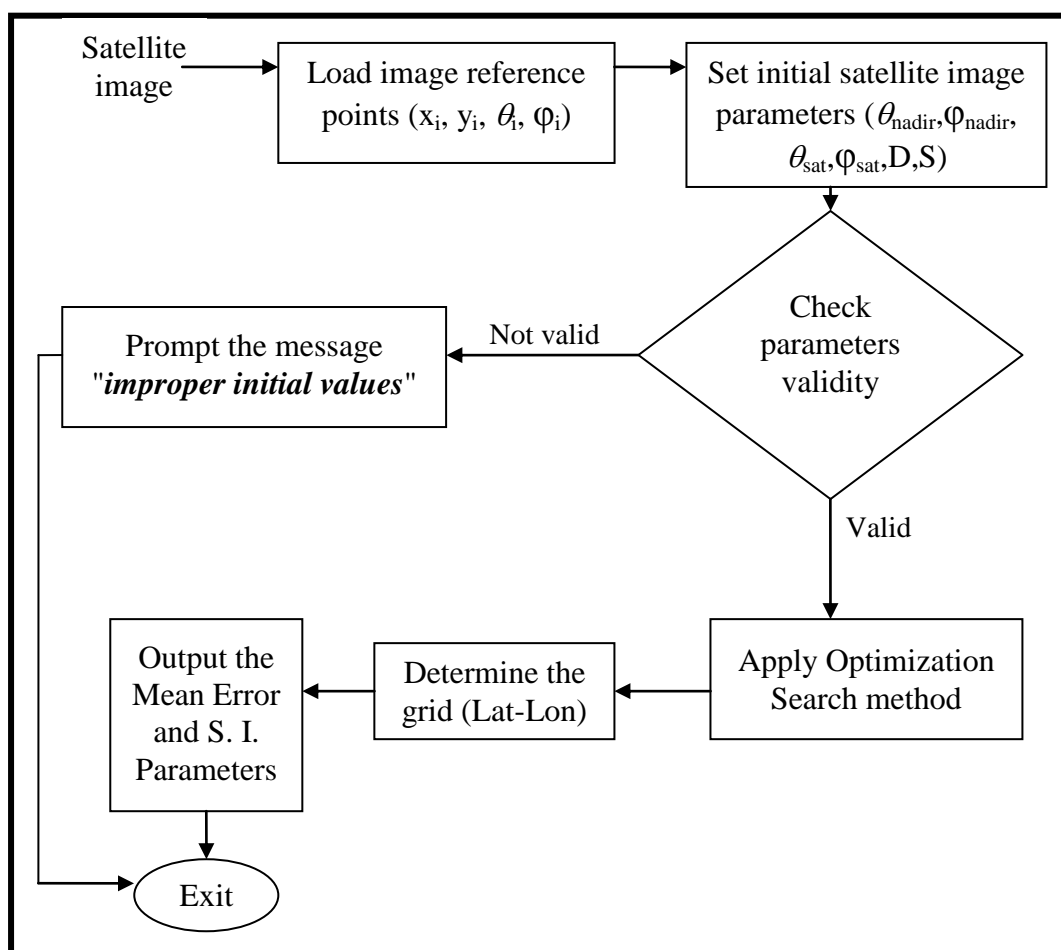 Satellite
image
Load image reference
points (xᵢ, yᵢ, θᵢ, φᵢ)
Set initial satellite image
parameters (θnadir,φnadir,
θsat,φsat,D,S)
Check
parameters
validity
Not valid
Prompt the message
"improper initial values"
Valid
Apply Optimization
Search method
Determine the
grid (Lat-Lon)
Output the
Mean Error
and S. I.
Parameters
Exit